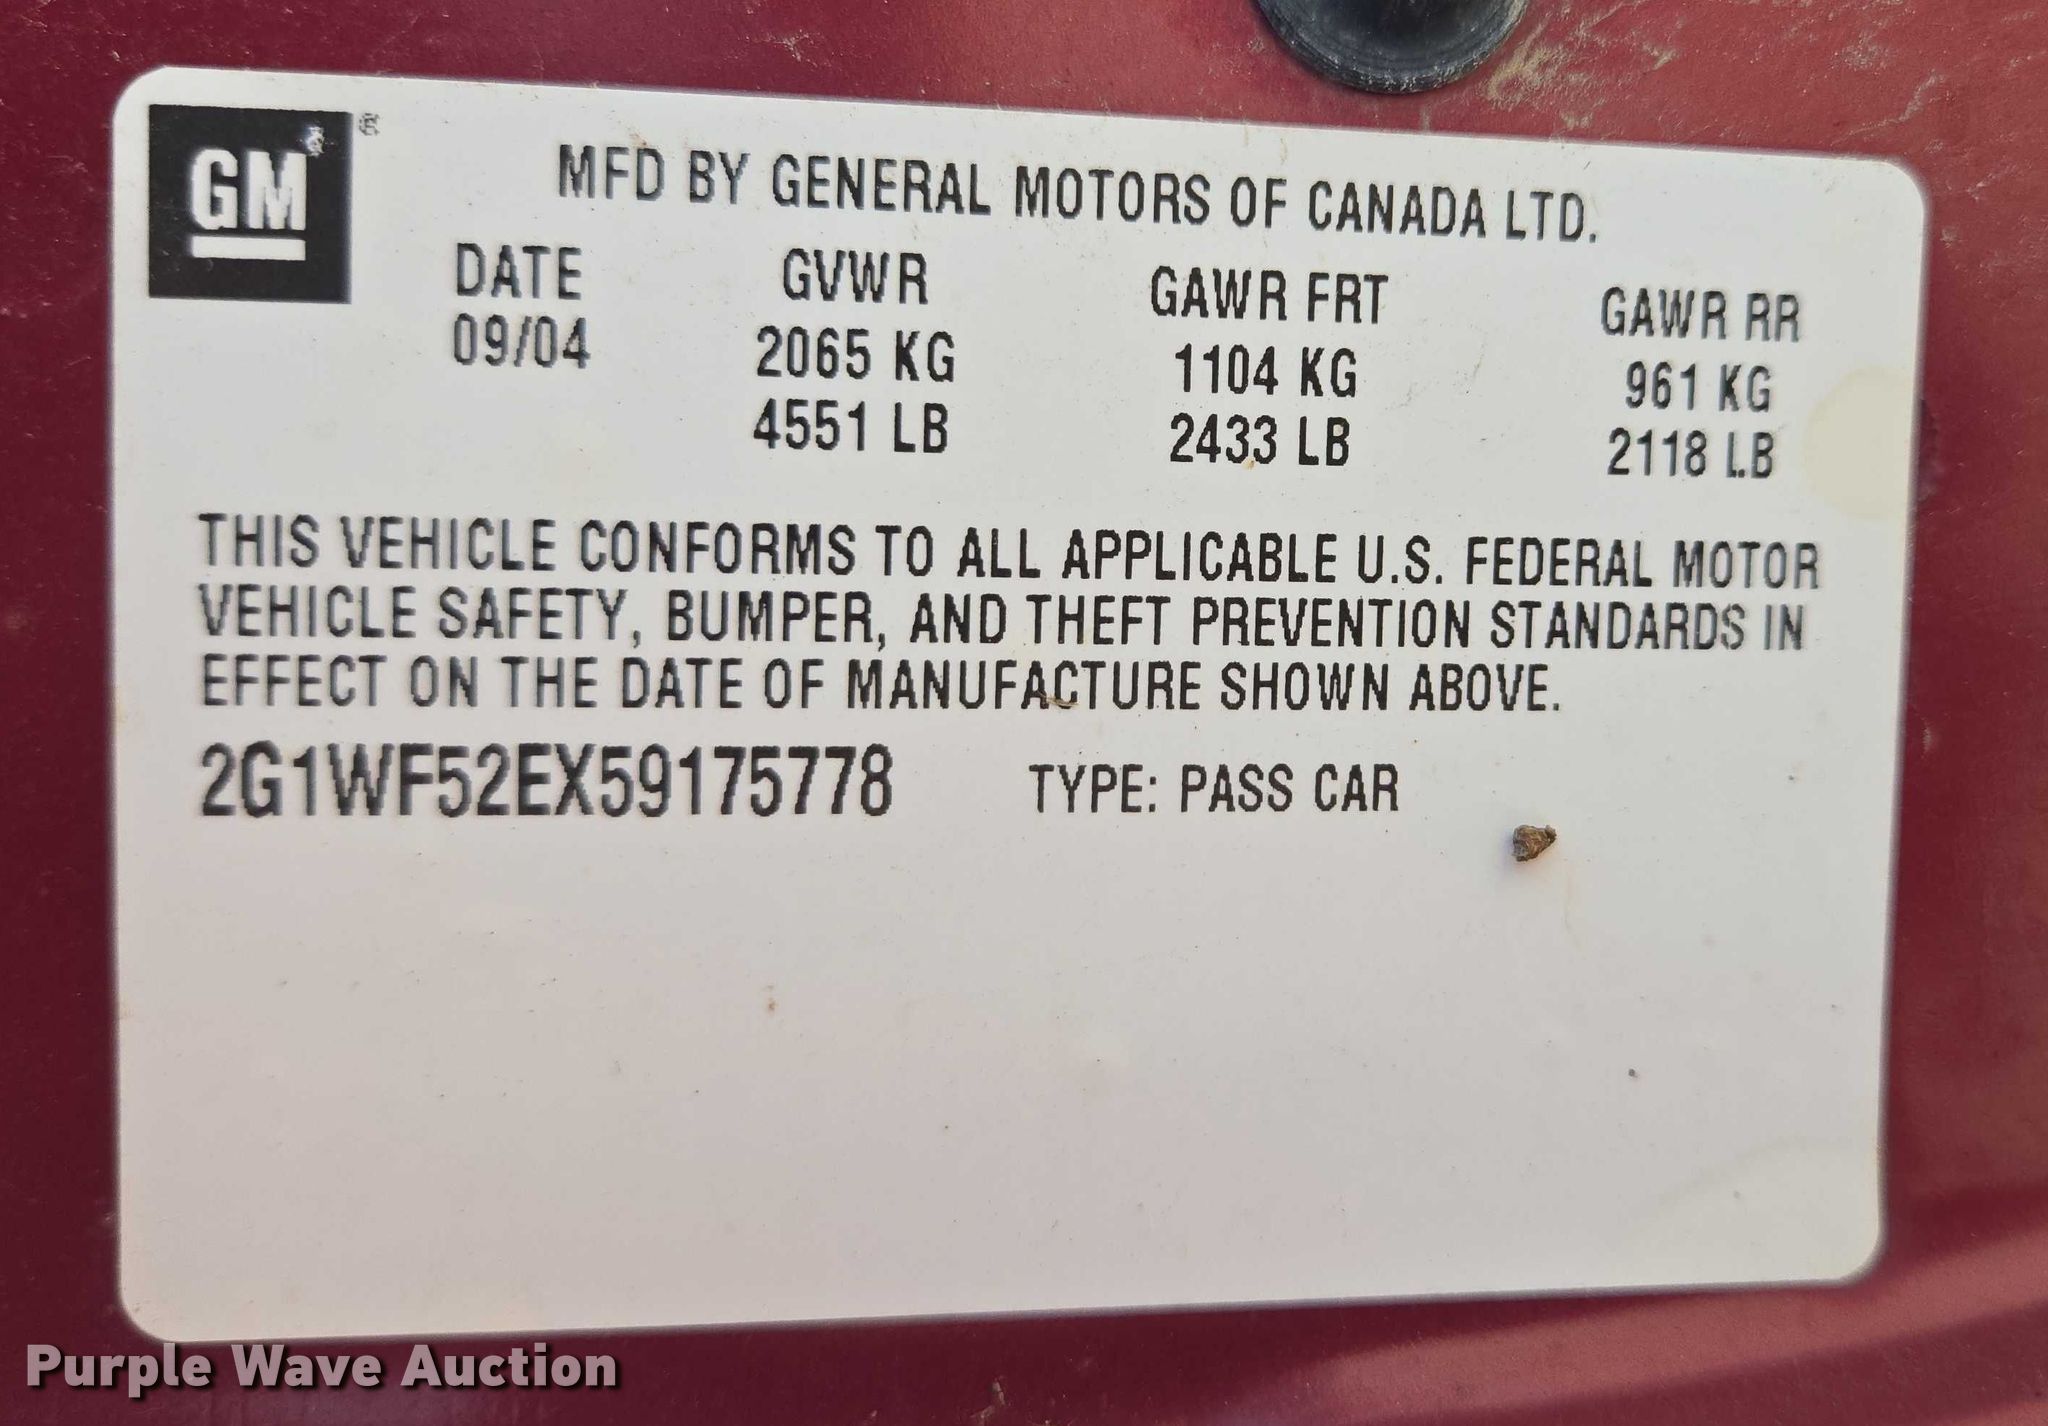 GM
®
MFD BY GENERAL MOTORS OF CANADA LTD.
DATE GVWR GAWR FRT GAWR RR
09/04 2065 KG 1104 KG 961 KG
4551 LB 2433 LB 2118 LB
THIS VEHICLE CONFORMS TO ALL APPLICABLE U.S. FEDERAL MOTOR
VEHICLE SAFETY, BUMPER, AND THEFT PREVENTION STANDARDS IN
EFFECT ON THE DATE OF MANUFACTURE SHOWN ABOVE.
2G1WF52EX59175778 TYPE: PASS CAR
Purple Wave Auction